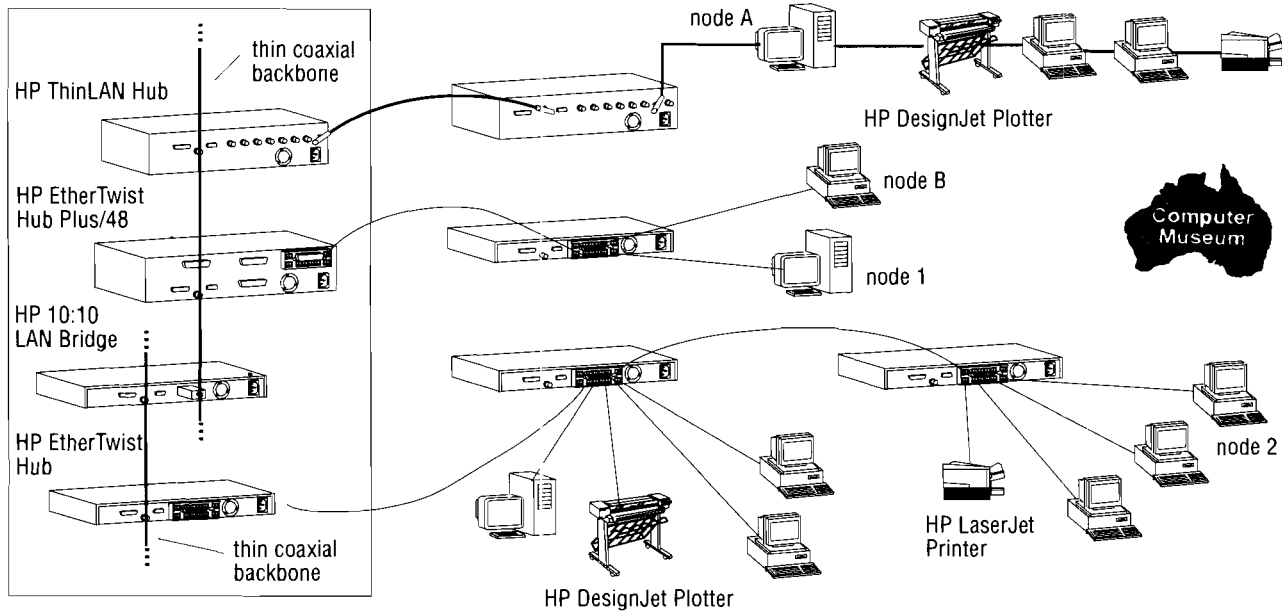 thin coaxial
backbone
HP ThinLAN Hub
HP EtherTwist
Hub Plus/48
HP 10:10
LAN Bridge
HP EtherTwist
Hub
thin coaxial
backbone
node A
HP DesignJet Plotter
node B
node 1
Computer
Museum
node 2
HP LaserJet
Printer
HP DesignJet Plotter